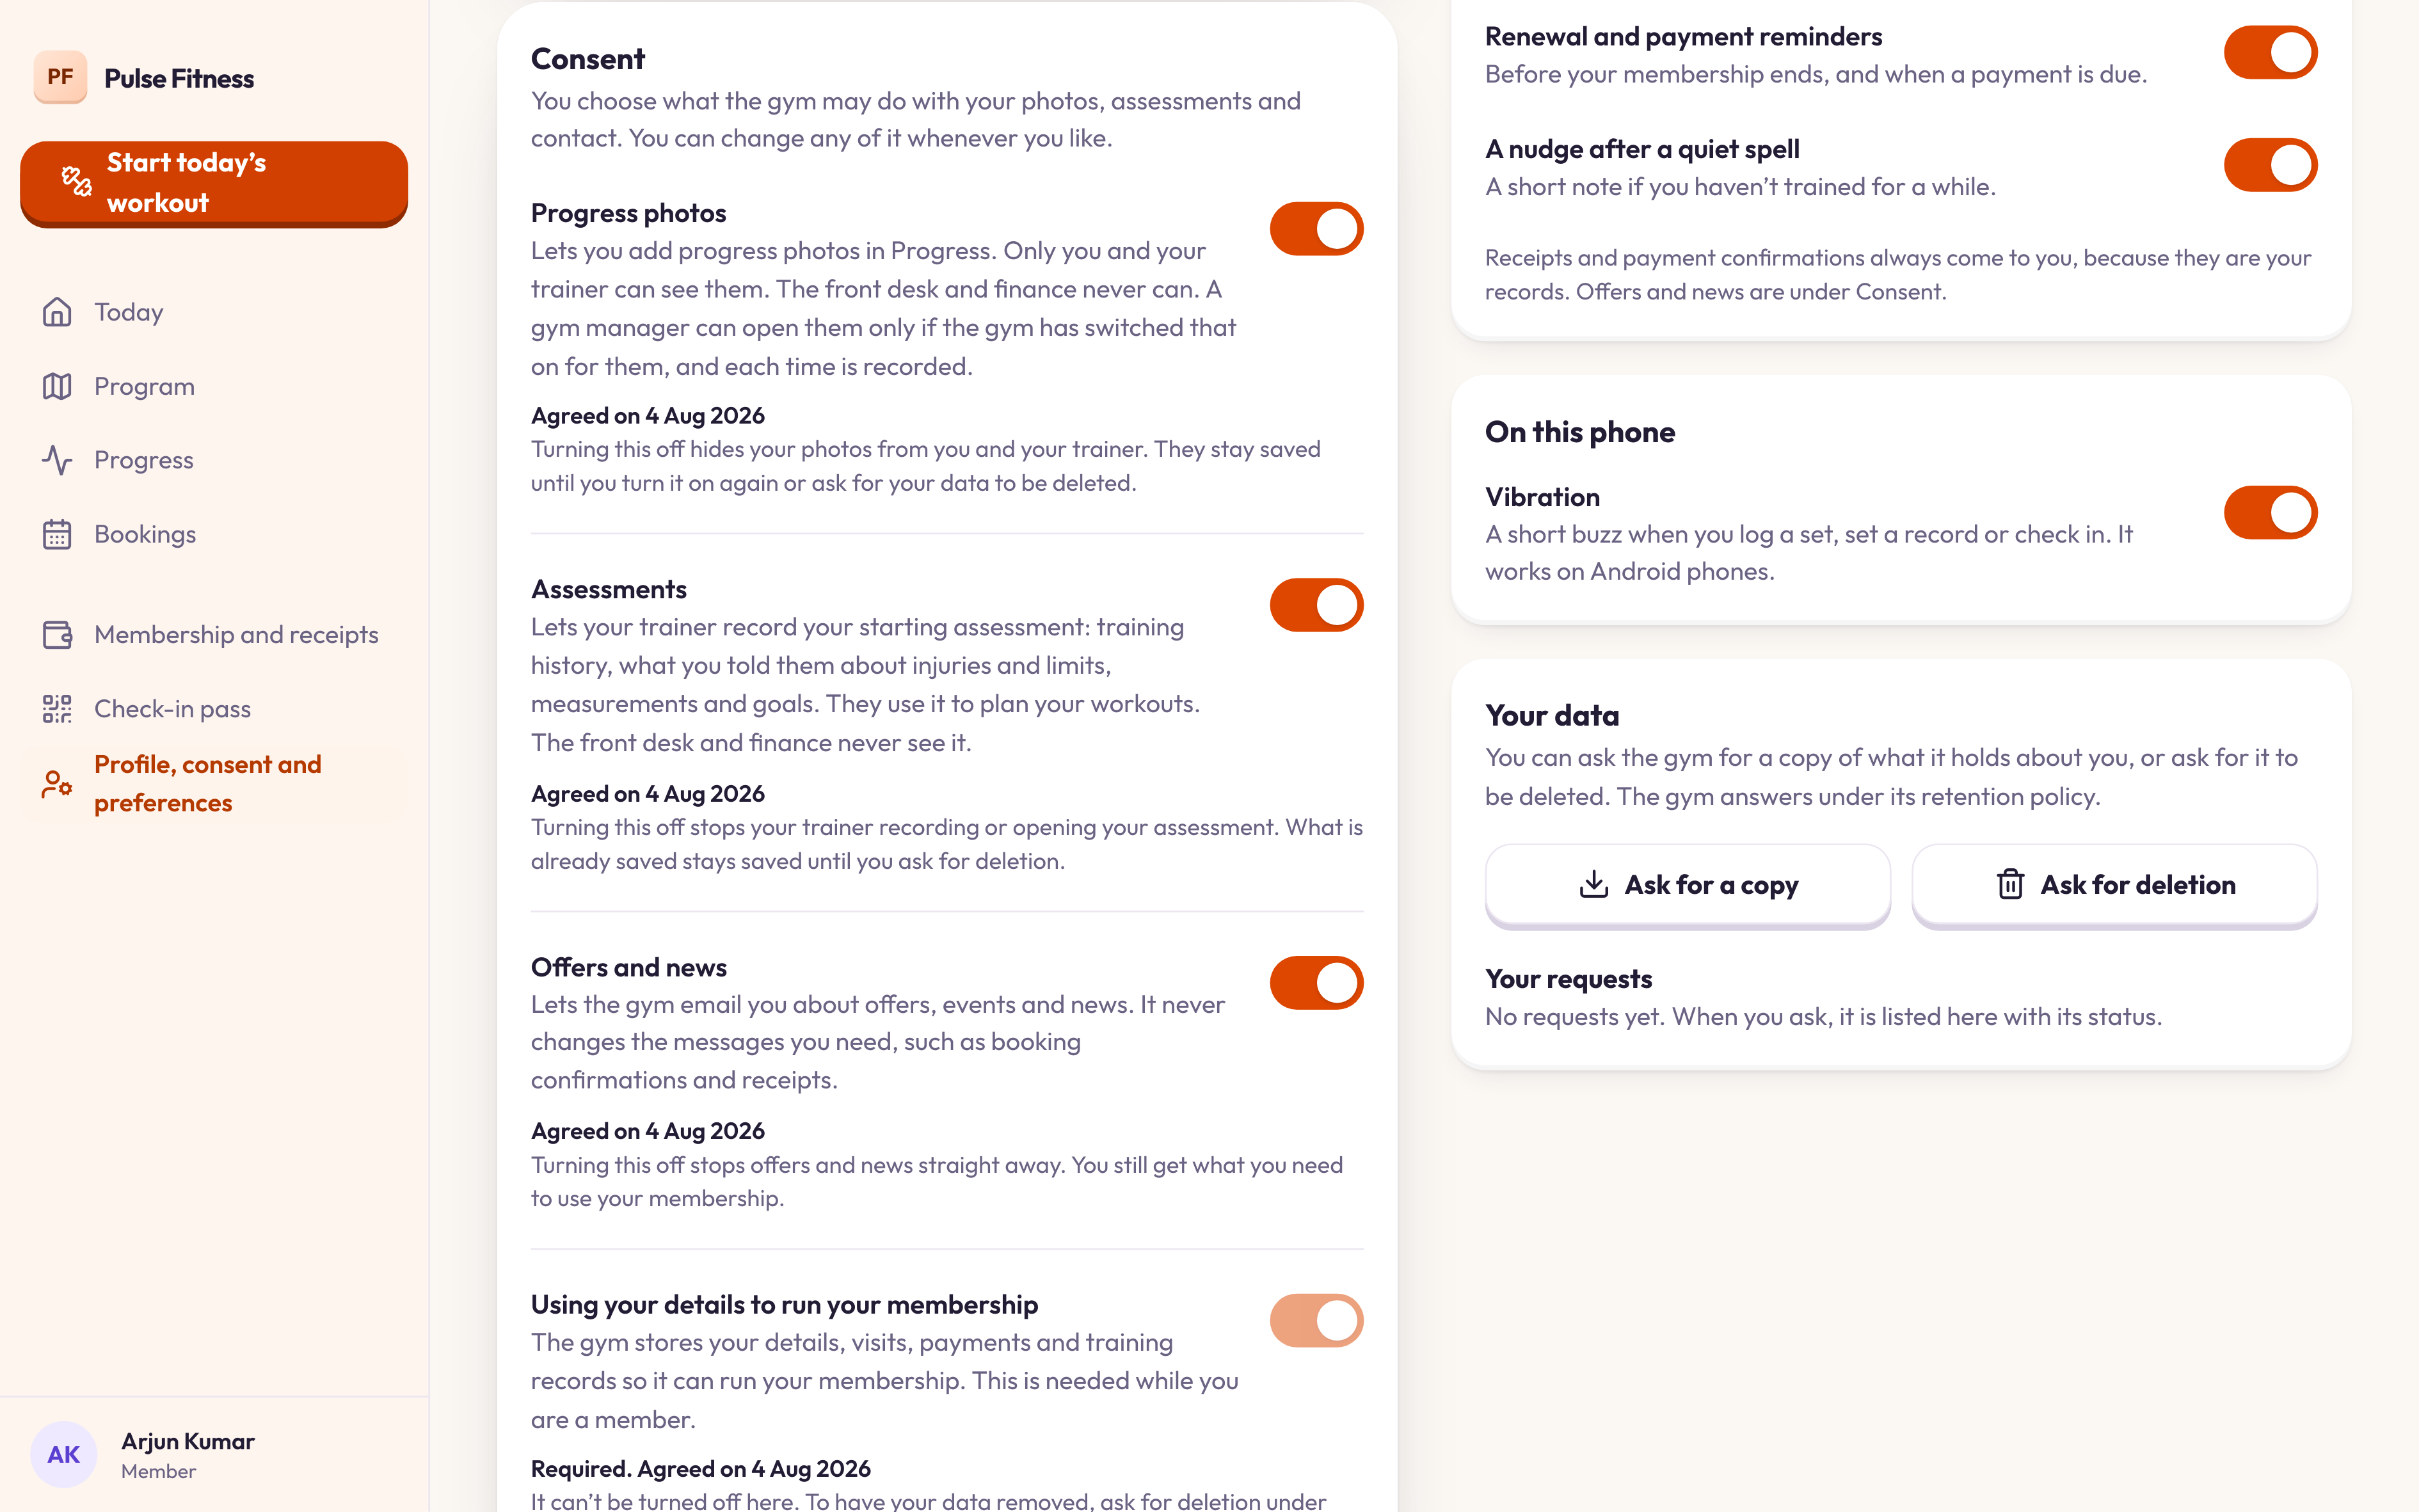 PF
Pulse Fitness
Start today’s
workout
Today
Program
Progress
Bookings
Membership and receipts
Check-in pass
Profile, consent and
preferences
AK
Arjun Kumar
Member
Consent
You choose what the gym may do with your photos, assessments and
contact. You can change any of it whenever you like.
Progress photos
Lets you add progress photos in Progress. Only you and your
trainer can see them. The front desk and finance never can. A
gym manager can open them only if the gym has switched that
on for them, and each time is recorded.
Agreed on 4 Aug 2026
Turning this off hides your photos from you and your trainer. They stay saved
until you turn it on again or ask for your data to be deleted.
Assessments
Lets your trainer record your starting assessment: training
history, what you told them about injuries and limits,
measurements and goals. They use it to plan your workouts.
The front desk and finance never see it.
Agreed on 4 Aug 2026
Turning this off stops your trainer recording or opening your assessment. What is
already saved stays saved until you ask for deletion.
Offers and news
Lets the gym email you about offers, events and news. It never
changes the messages you need, such as booking
confirmations and receipts.
Agreed on 4 Aug 2026
Turning this off stops offers and news straight away. You still get what you need
to use your membership.
Using your details to run your membership
The gym stores your details, visits, payments and training
records so it can run your membership. This is needed while you
are a member.
Required. Agreed on 4 Aug 2026
It can’t be turned off here. To have your data removed, ask for deletion under
Renewal and payment reminders
Before your membership ends, and when a payment is due.
A nudge after a quiet spell
A short note if you haven’t trained for a while.
Receipts and payment confirmations always come to you, because they are your
records. Offers and news are under Consent.
On this phone
Vibration
A short buzz when you log a set, set a record or check in. It
works on Android phones.
Your data
You can ask the gym for a copy of what it holds about you, or ask for it to
be deleted. The gym answers under its retention policy.
Ask for a copy
Ask for deletion
Your requests
No requests yet. When you ask, it is listed here with its status.